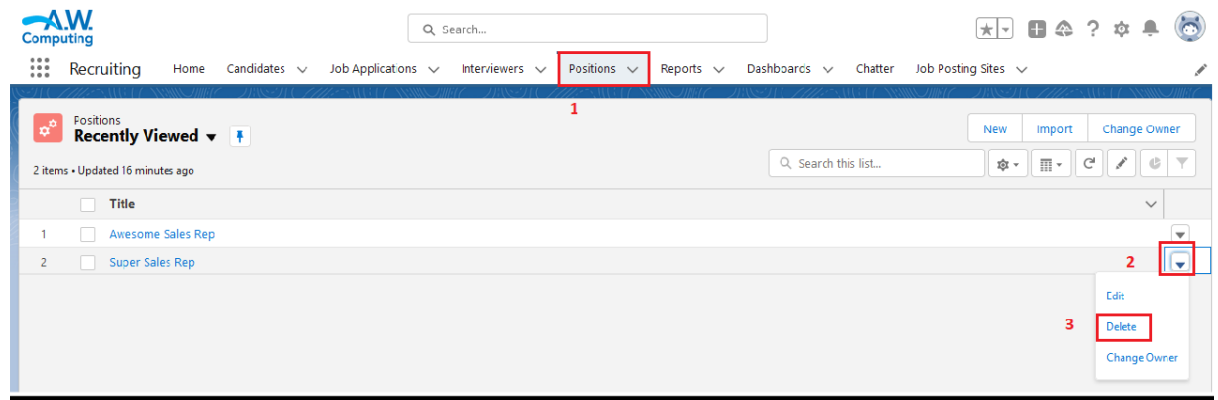 A.W.
Computing
Search...
Recruiting Home Candidates Job Applications Interviewers Positions Reports Dashboards Chatter Job Posting Sites
1
Positions
Recently Viewed
New Import Change Owner
2 items • Updated 16 minutes ago
Search this list...
Title
1 Awesome Sales Rep
2 Super Sales Rep
2
Edit
3 Delete
Change Owner